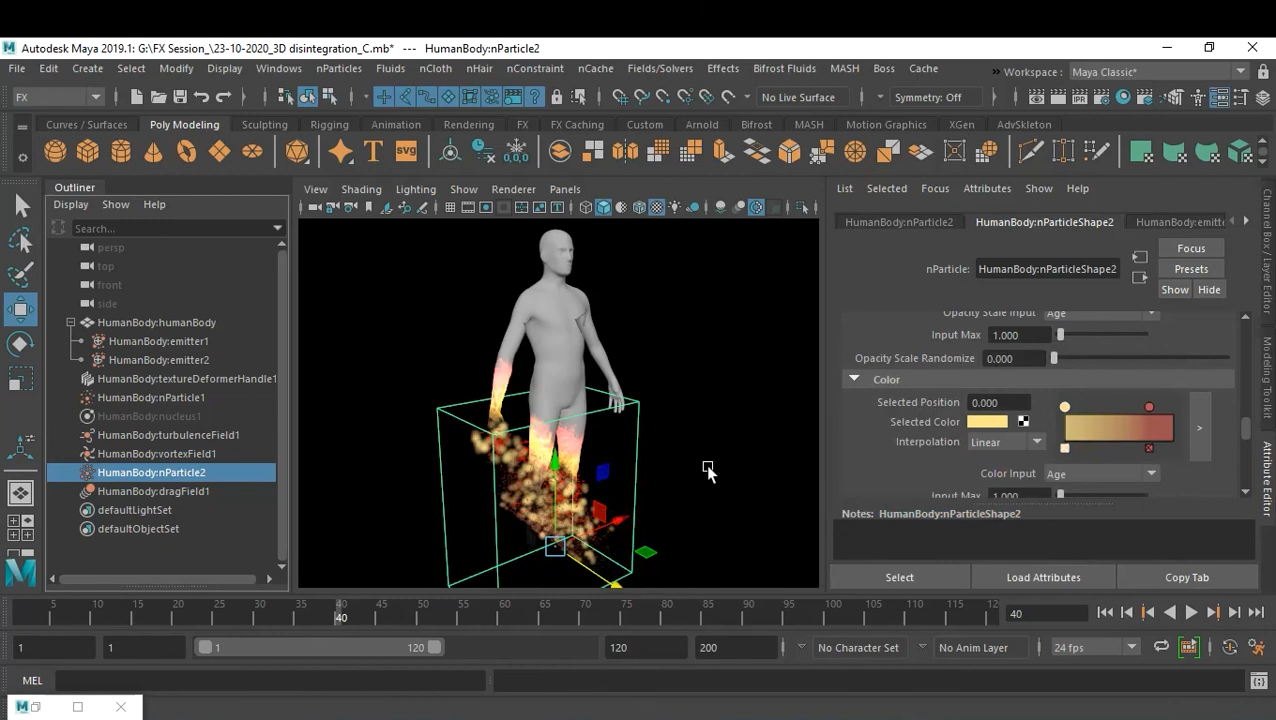 Autodesk Maya 2019.1: G:\FX Session_\23-10-2020_3D disintegration_C.mb* --- HumanBody:nParticle2
File Edit Create Select Modify Display Windows nParticles Fluids nCloth nHair nConstraint nCache Fields/Solvers Effects Bifrost Fluids MASH Boss Cache » Workspace: Maya Classic*
FX No Live Surface Symmetry: Off
Curves / Surfaces Poly Modeling Sculpting Rigging Animation Rendering FX FX Caching Custom Arnold Bifrost MASH Motion Graphics XGen AdvSkeleton
T svg 0,0,0
Outliner
Display Show Help
Search...
persp
top
front
side
HumanBody:humanBody
HumanBody:emitter1
HumanBody:emitter2
HumanBody:textureDeformerHandle1
HumanBody:nParticle1
HumanBody:nucleus1
HumanBody:turbulenceField1
HumanBody:vortexField1
HumanBody:nParticle2
HumanBody:dragField1
defaultLightSet
defaultObjectSet
View Shading Lighting Show Renderer Panels
List Selected Focus Attributes Show Help
HumanBody:nParticle2 HumanBody:nParticleShape2 HumanBody:emitte
Focus
nParticle: HumanBody:nParticleShape2 Presets
Show Hide
Opacity Scale Input Age
Input Max 1.000
Opacity Scale Randomize 0.000
Color
Selected Position 0.000
Selected Color
Interpolation Linear >
Color Input Age
Input Max 1.000
Notes: HumanBody:nParticleShape2
Select Load Attributes Copy Tab
Channel Box / Layer Editor
Modeling Toolkit
Attribute Editor
5 10 15 20 25 30 35 40 45 50 55 60 65 70 75 80 85 90 95 100 105 110 115 12
40 40
1 1 1 120 120 200 No Character Set No Anim Layer 24 fps
MEL